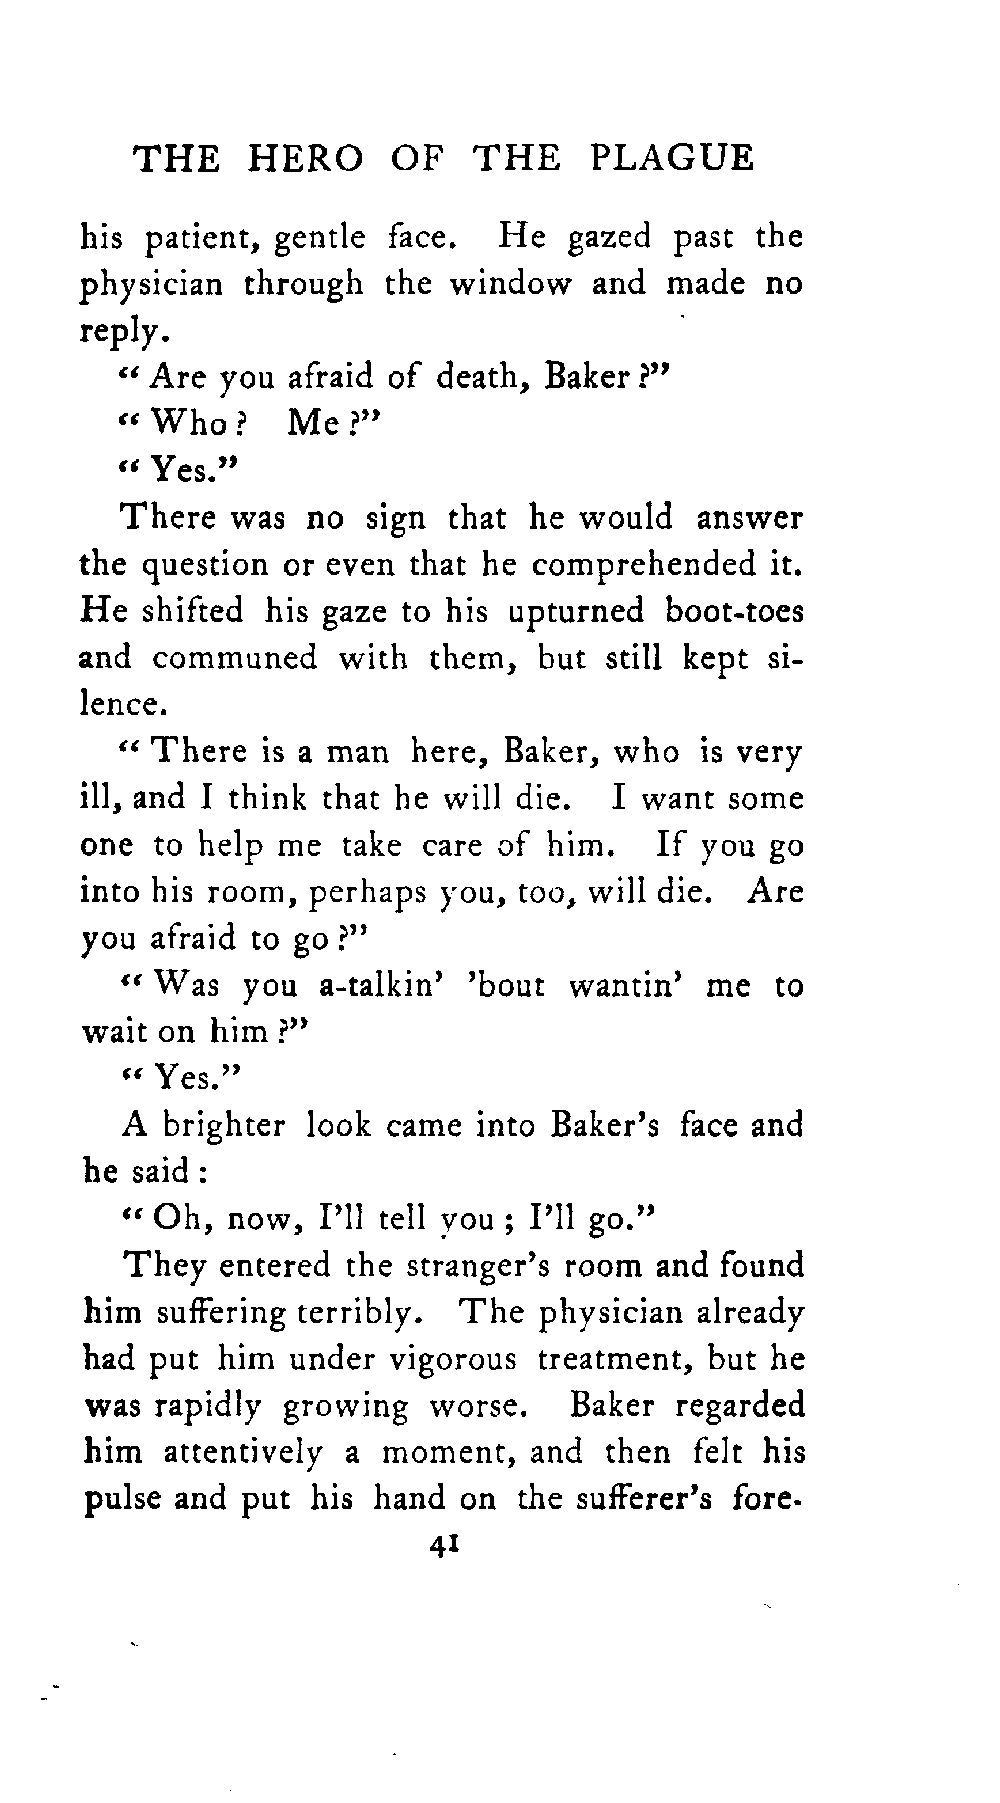 THE HERO OF THE PLAGUE
his patient, gentle face. He gazed past the
physician through the window and made no
reply.
“ Are you afraid of death, Baker ?”
“ Who ? Me ?”
“ Yes.”
There was no sign that he would answer
the question or even that he comprehended it.
He shifted his gaze to his upturned boot-toes
and communed with them, but still kept si-
lence.
“ There is a man here, Baker, who is very
ill, and I think that he will die. I want some
one to help me take care of him. If you go
into his room, perhaps you, too, will die. Are
you afraid to go ?”
“ Was you a-talkin’ ’bout wantin’ me to
wait on him ?”
“ Yes.”
A brighter look came into Baker’s face and
he said :
“ Oh, now, I’ll tell you ; I’ll go.”
They entered the stranger’s room and found
him suffering terribly. The physician already
had put him under vigorous treatment, but he
was rapidly growing worse. Baker regarded
him attentively a moment, and then felt his
pulse and put his hand on the sufferer’s fore-
41